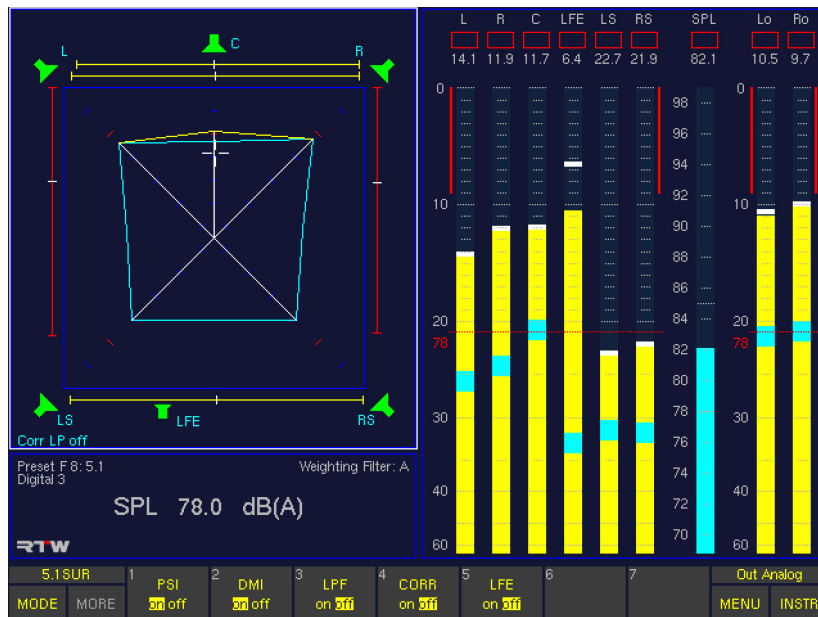 L R C LFE LS RS SPL Lo Ro
14.1 11.9 11.7 6.4 22.7 21.9 82.1 10.5 9.7
C
L R
0 98 0
96
94
92
10 90 10
88
86
20 84 20
78 82 78
80
30 78 30
76
74
40 72 40
70
60 60
LS LFE RS
Corr LP off
Preset F 8: 5.1 Weighting Filter: A
Digital 3
SPL 78.0 dB(A)
RTW
5.1SUR 1 PSI 2 DMI 3 LPF 4 CORR 5 LFE 6 7 Out Analog
MODE MORE on off on off on off on off on off MENU INSTR